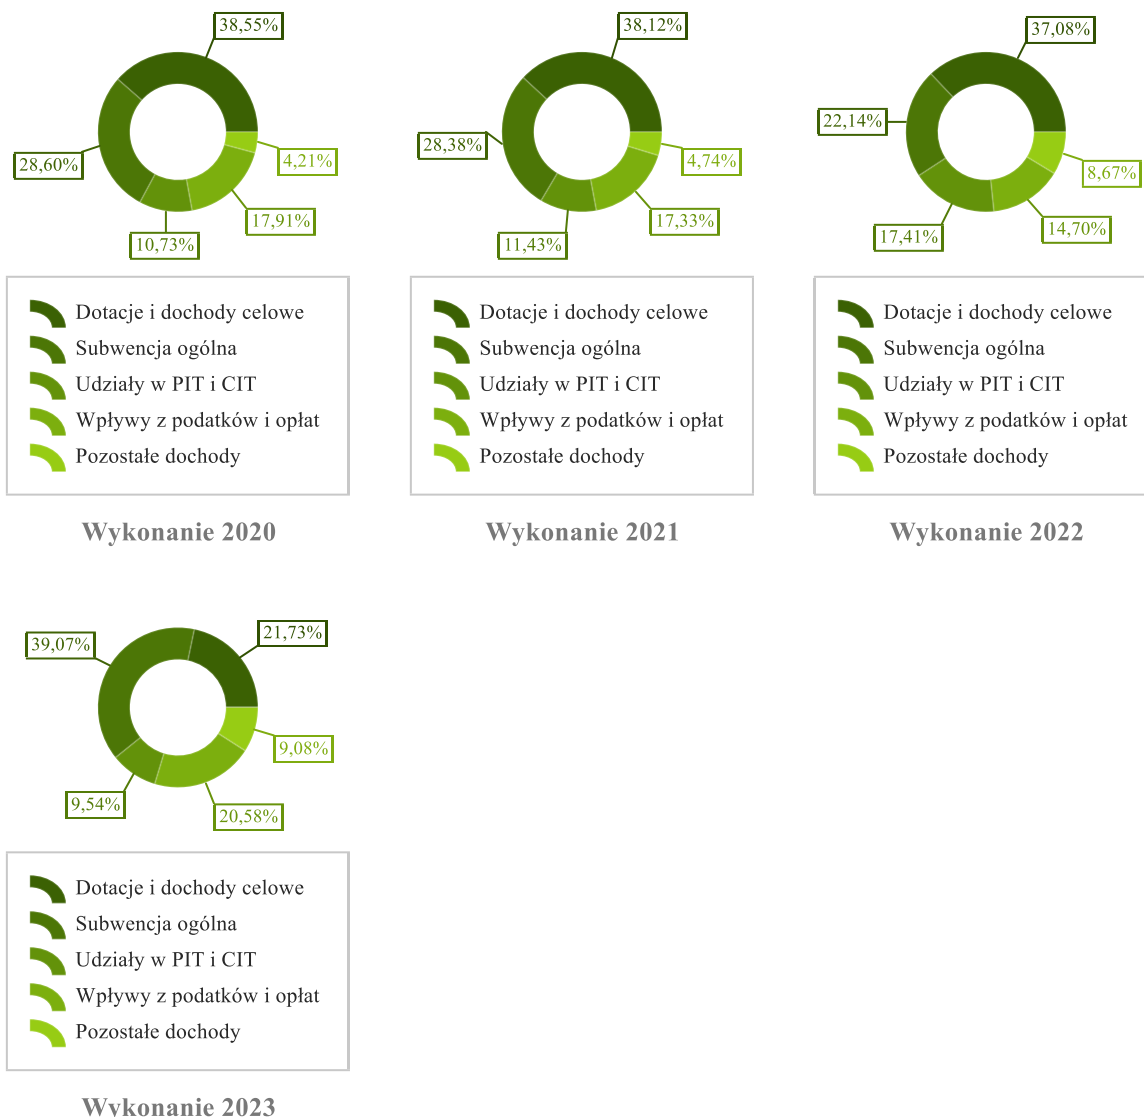 38,55%
28,60%
4,21%
17,91%
10,73%
Dotacje i dochody celowe
Subwencja ogólna
Udziały w PIT i CIT
Wpływy z podatków i opłat
Pozostałe dochody
Wykonanie 2020
38,12%
28,38%
4,74%
17,33%
11,43%
Dotacje i dochody celowe
Subwencja ogólna
Udziały w PIT i CIT
Wpływy z podatków i opłat
Pozostałe dochody
Wykonanie 2021
37,08%
22,14%
8,67%
14,70%
17,41%
Dotacje i dochody celowe
Subwencja ogólna
Udziały w PIT i CIT
Wpływy z podatków i opłat
Pozostałe dochody
Wykonanie 2022
21,73%
39,07%
9,08%
9,54%
20,58%
Dotacje i dochody celowe
Subwencja ogólna
Udziały w PIT i CIT
Wpływy z podatków i opłat
Pozostałe dochody
Wykonanie 2023